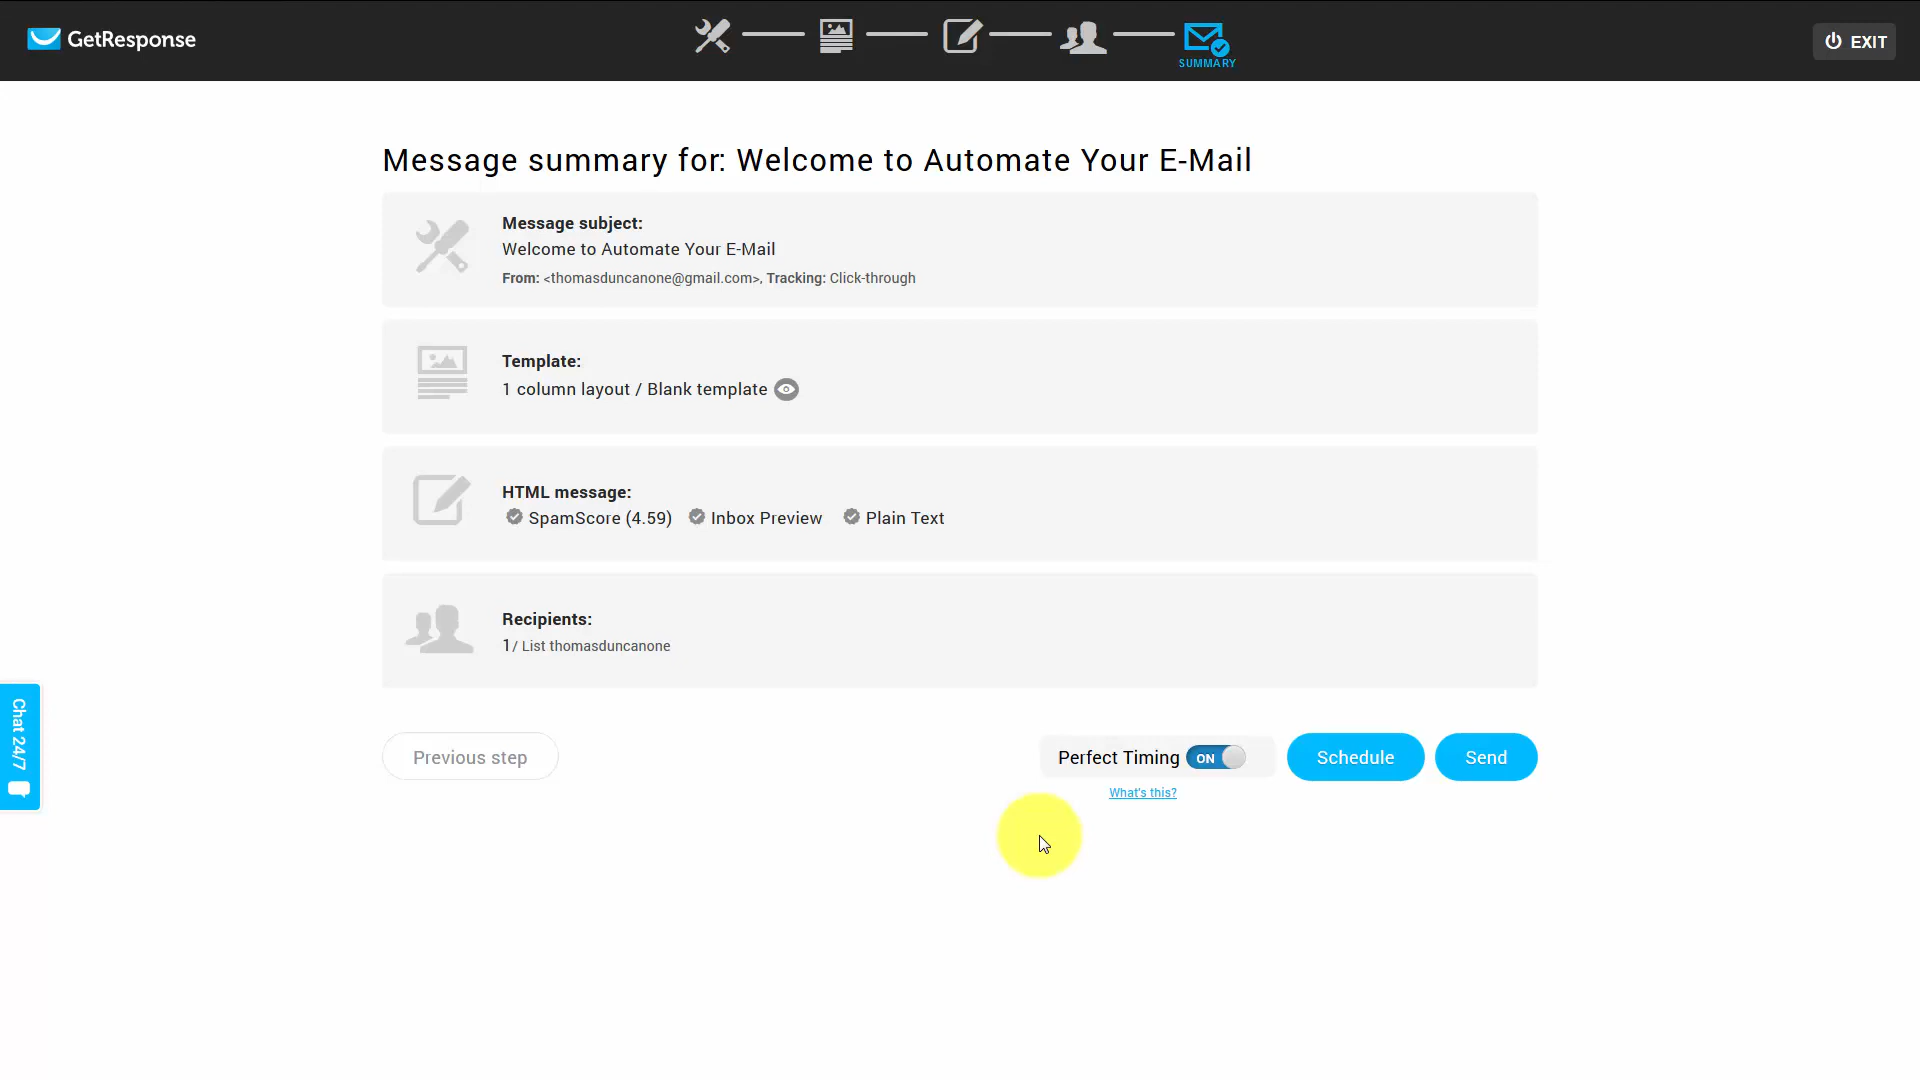 GetResponse
SUMMARY
EXIT
Message summary for: Welcome to Automate Your E-Mail
Message subject:
Welcome to Automate Your E-Mail
From: <thomasduncanone@gmail.com>, Tracking: Click-through
Template:
1 column layout / Blank template
HTML message:
SpamScore (4.59) Inbox Preview Plain Text
Recipients:
1/ List thomasduncanone
Chat 24/7
Previous step
Perfect Timing ON
Schedule
Send
What's this?